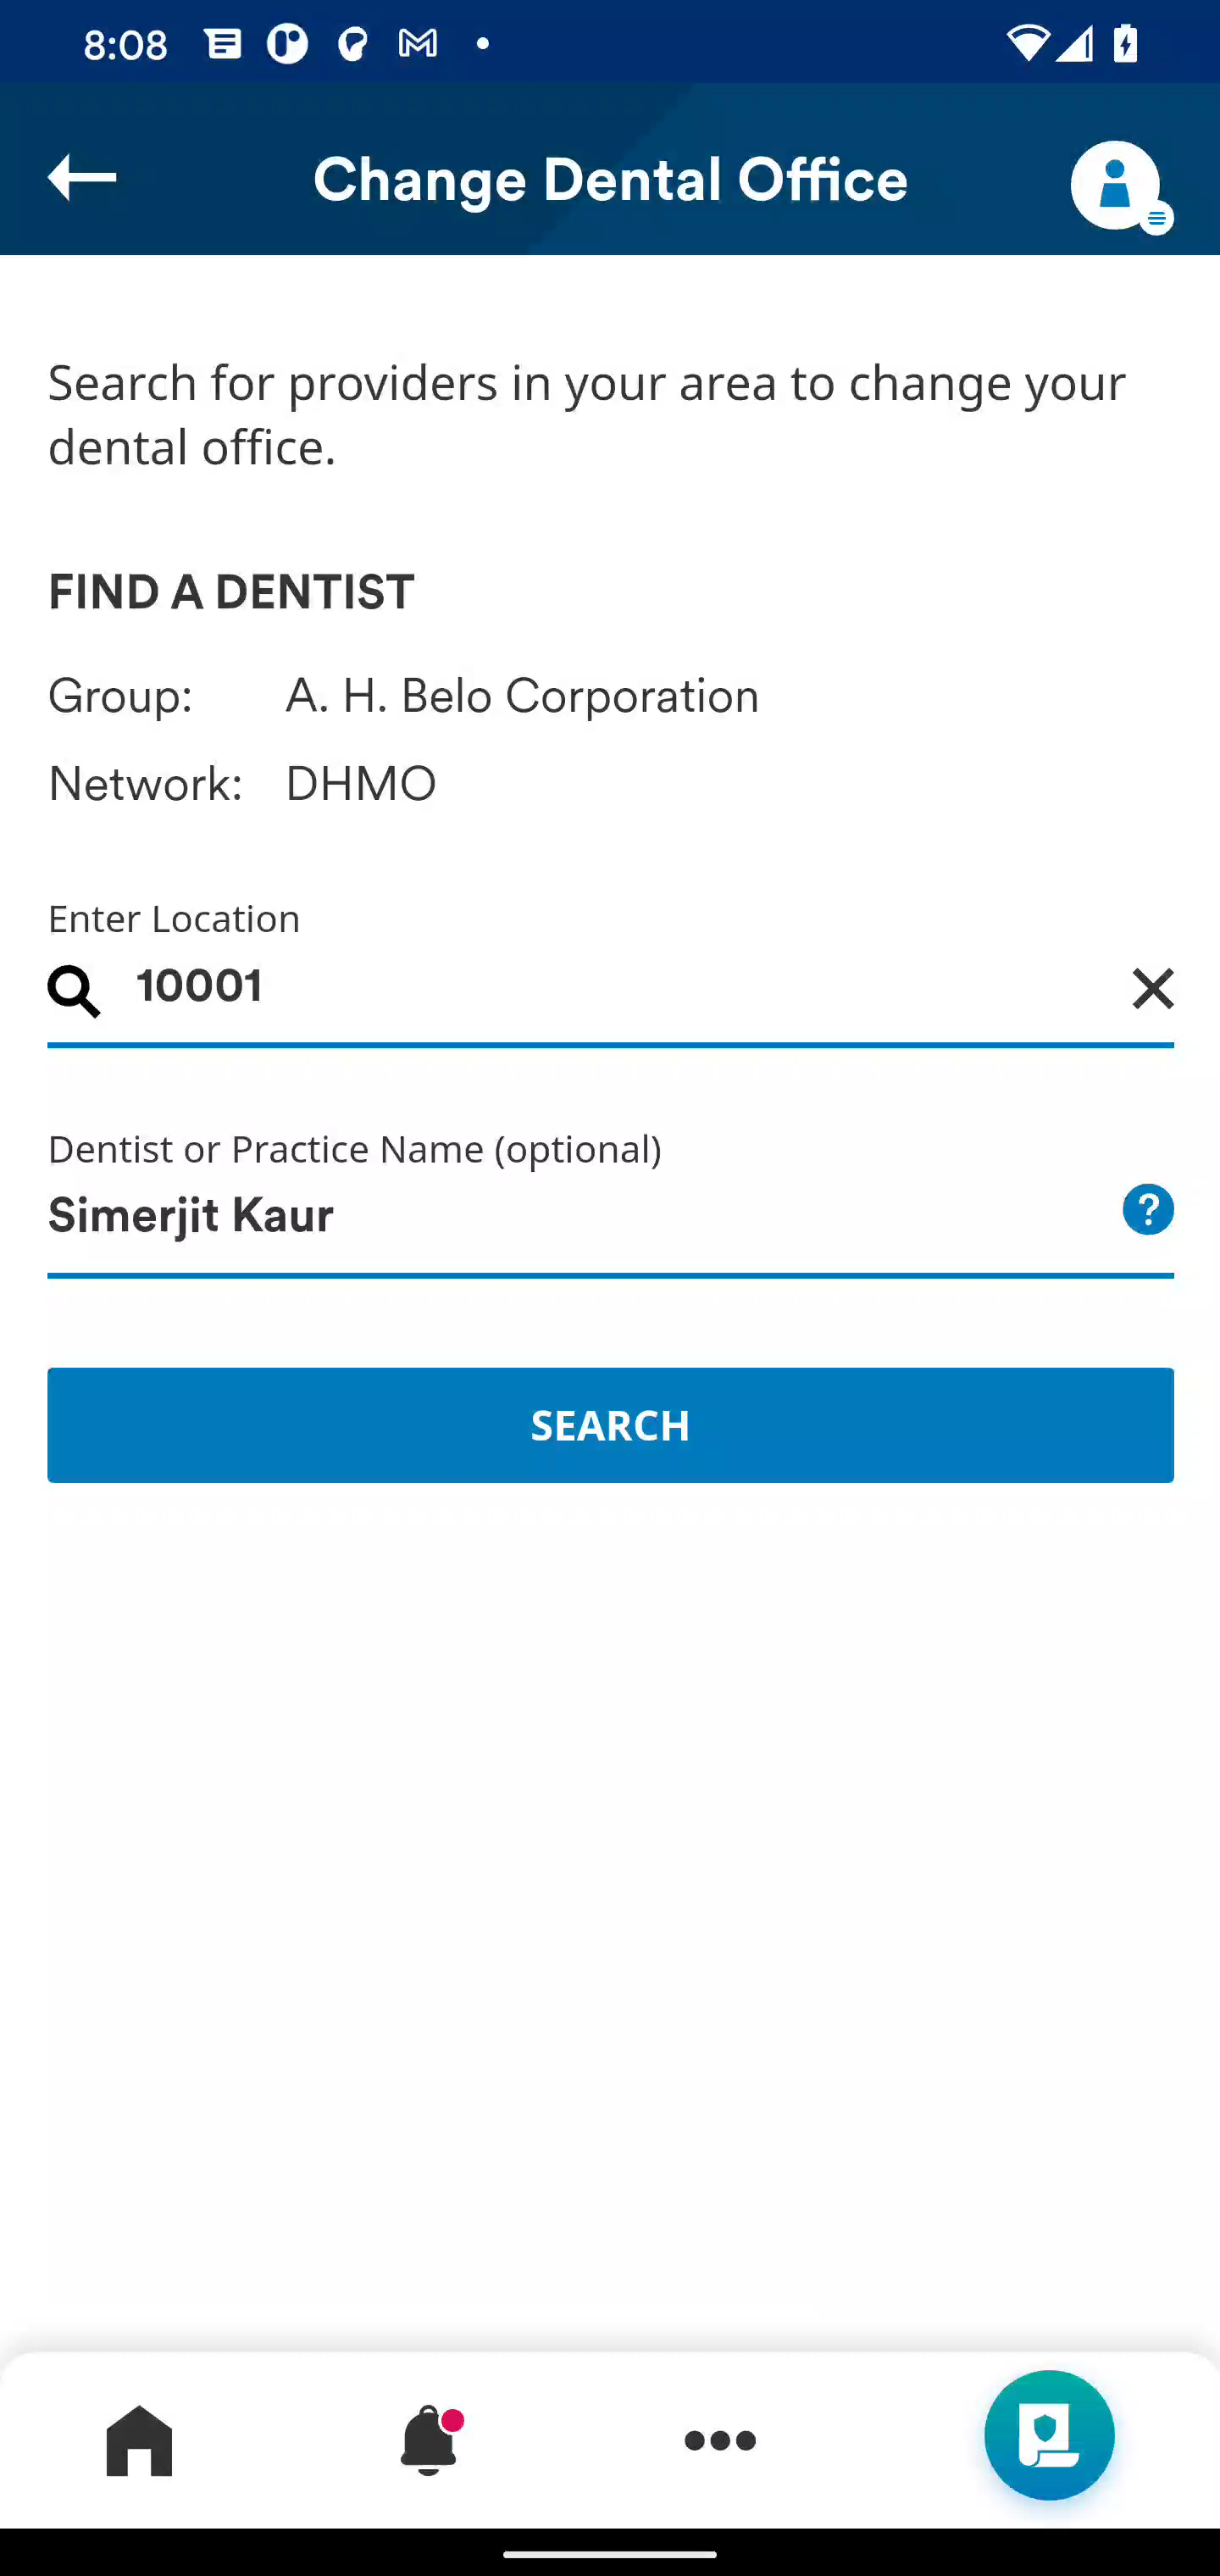 8:08
Change Dental Office
Search for providers in your area to change your
dental office.
FIND A DENTIST
Group: A. H. Belo Corporation
Network: DHMO
Enter Location
10001
Dentist or Practice Name (optional)
Simerjit Kaur
?
SEARCH